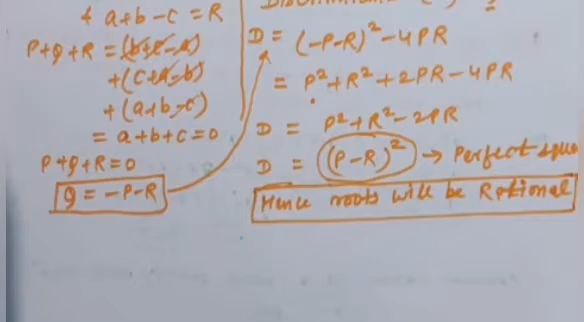 & a+b-c = R
P+q+R = (b+c-a)
+(c+a-b)
+(a+b-c)
= a+b+c=0
P+q+R=0
q = -P-R
D = (-P-R)²-4PR
= P²+R²+2PR-4PR
D = P²+R²-2PR
D = (P-R)² → Perfect
Hence roots will be Rational